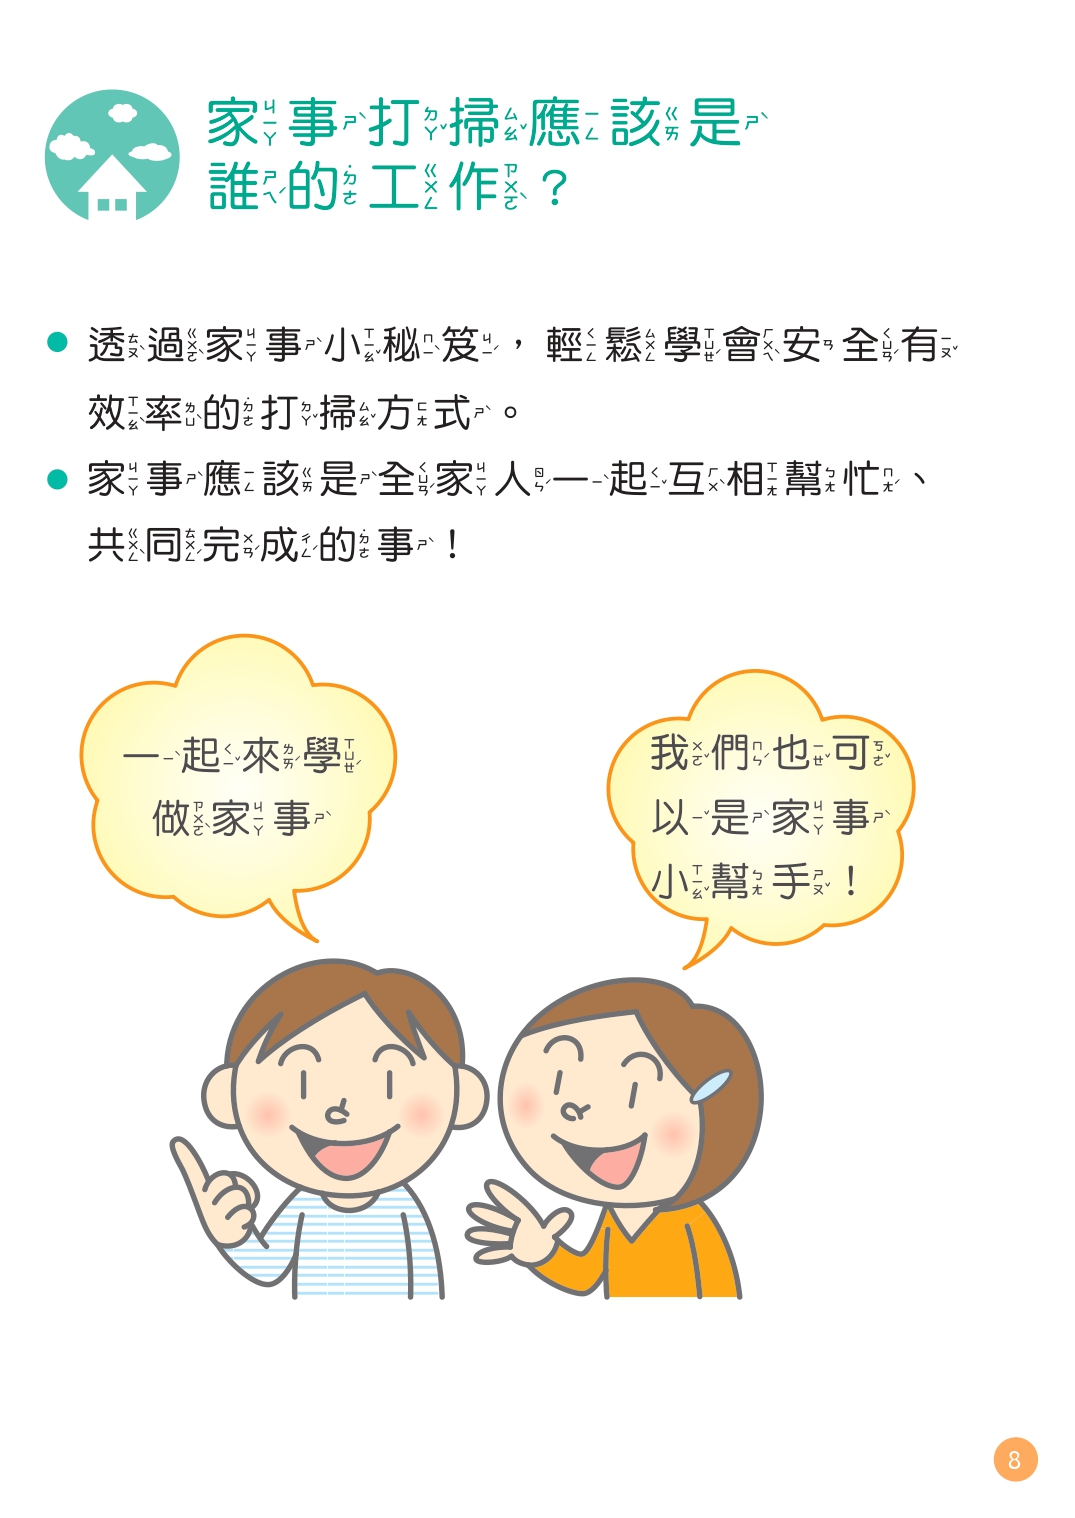 家事打掃應該是
誰的工作？
透過家事小秘笈，輕鬆學會安全有
效率的打掃方式。
家事應該是全家人一起互相幫忙、
共同完成的事！
一起來學
做家事
我們也可
以是家事
小幫手！
8